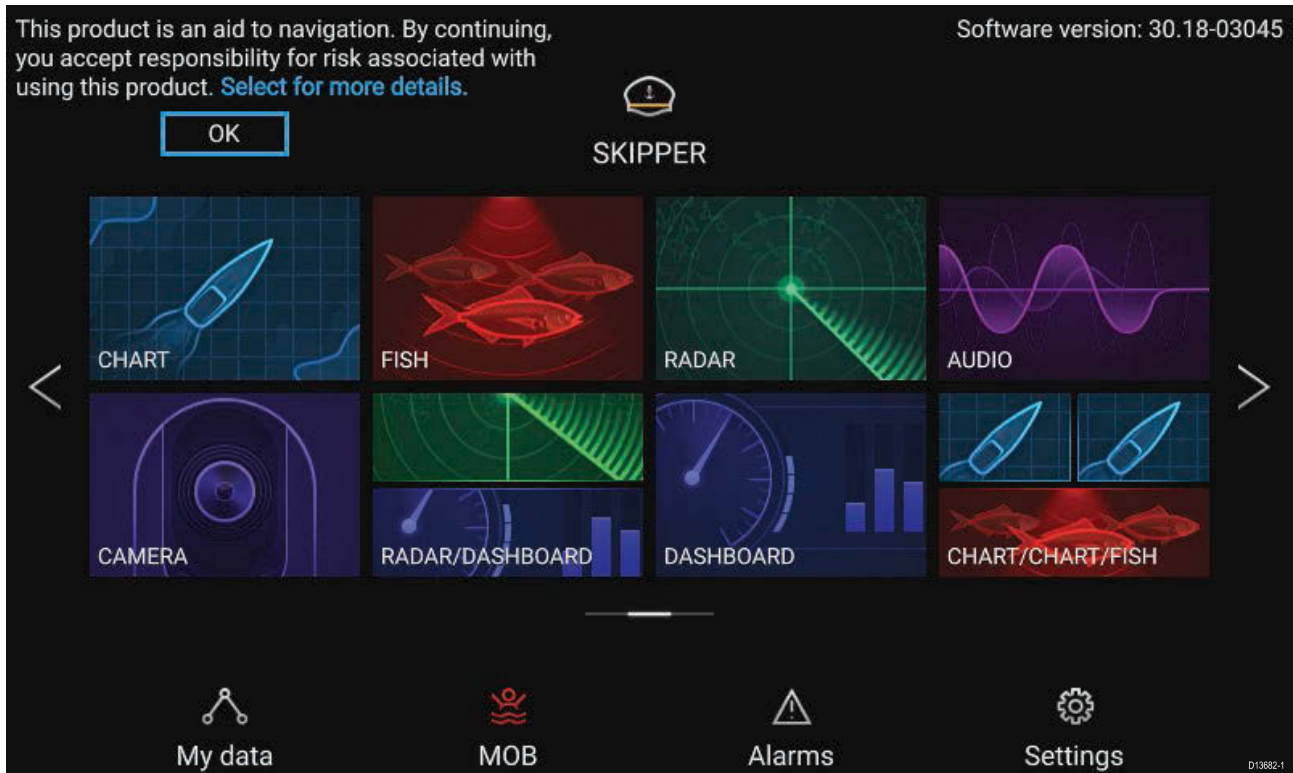 This product is an aid to navigation. By continuing,
you accept responsibility for risk associated with
using this product. Select for more details.
OK
Software version: 30.18-03045
SKIPPER
CHART
FISH
RADAR
AUDIO
CAMERA
RADAR/DASHBOARD
DASHBOARD
CHART/CHART/FISH
My data
MOB
Alarms
Settings
D13682-1